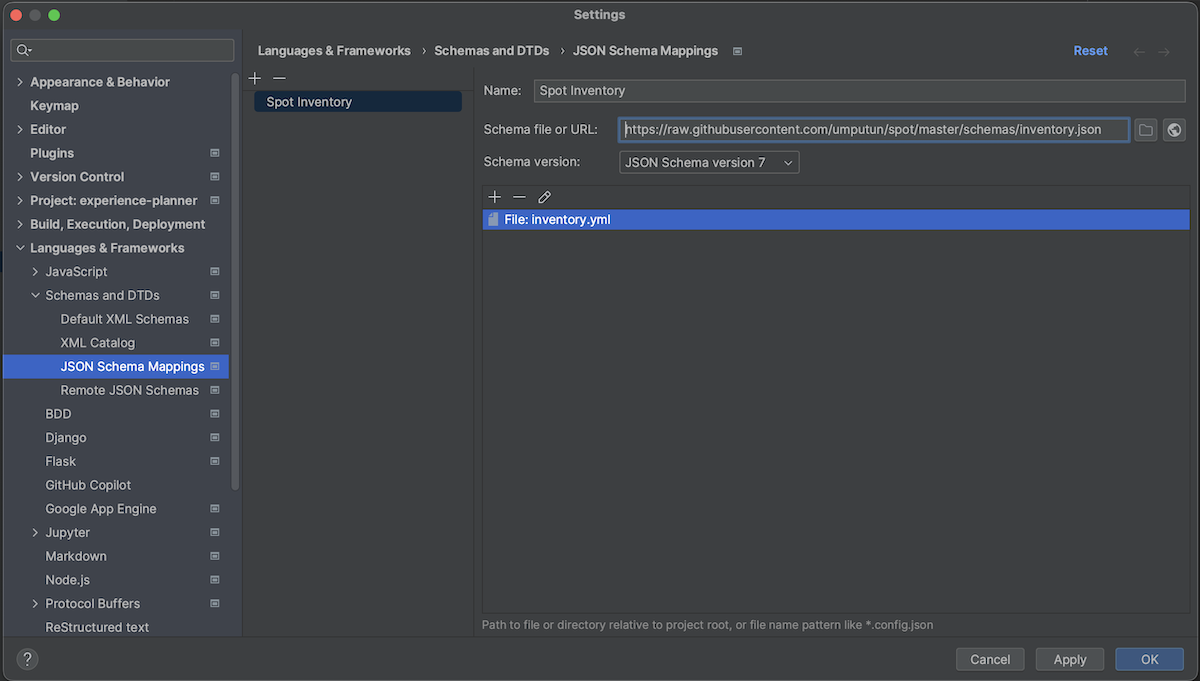 Settings
Languages & Frameworks › Schemas and DTDs › JSON Schema Mappings
Reset
Appearance & Behavior
Keymap
Editor
Plugins
Version Control
Project: experience-planner
Build, Execution, Deployment
Languages & Frameworks
JavaScript
Schemas and DTDs
Default XML Schemas
XML Catalog
JSON Schema Mappings
Remote JSON Schemas
BDD
Django
Flask
GitHub Copilot
Google App Engine
Jupyter
Markdown
Node.js
Protocol Buffers
ReStructured text
Spot Inventory
Name: Spot Inventory
Schema file or URL: https://raw.githubusercontent.com/umputun/spot/master/schemas/inventory.json
Schema version: JSON Schema version 7
File: inventory.yml
Path to file or directory relative to project root, or file name pattern like *.config.json
?
Cancel
Apply
OK